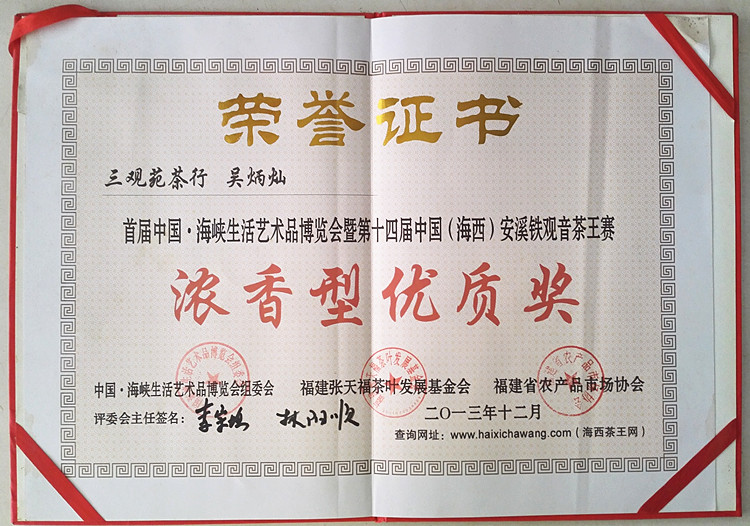 荣誉证书
三观苑茶行 吴炳灿
首届中国·海峡生活艺术品博览会暨第十四届中国（海西）安溪铁观音茶王赛
浓香型优质奖
中国·海峡生活艺术品博览会组委会 福建张天福茶叶发展基金会 福建省农产品市场协会
评委会主任签名： 二〇一三年十二月
查询网址：www.haixichawang.com（海西茶王网）